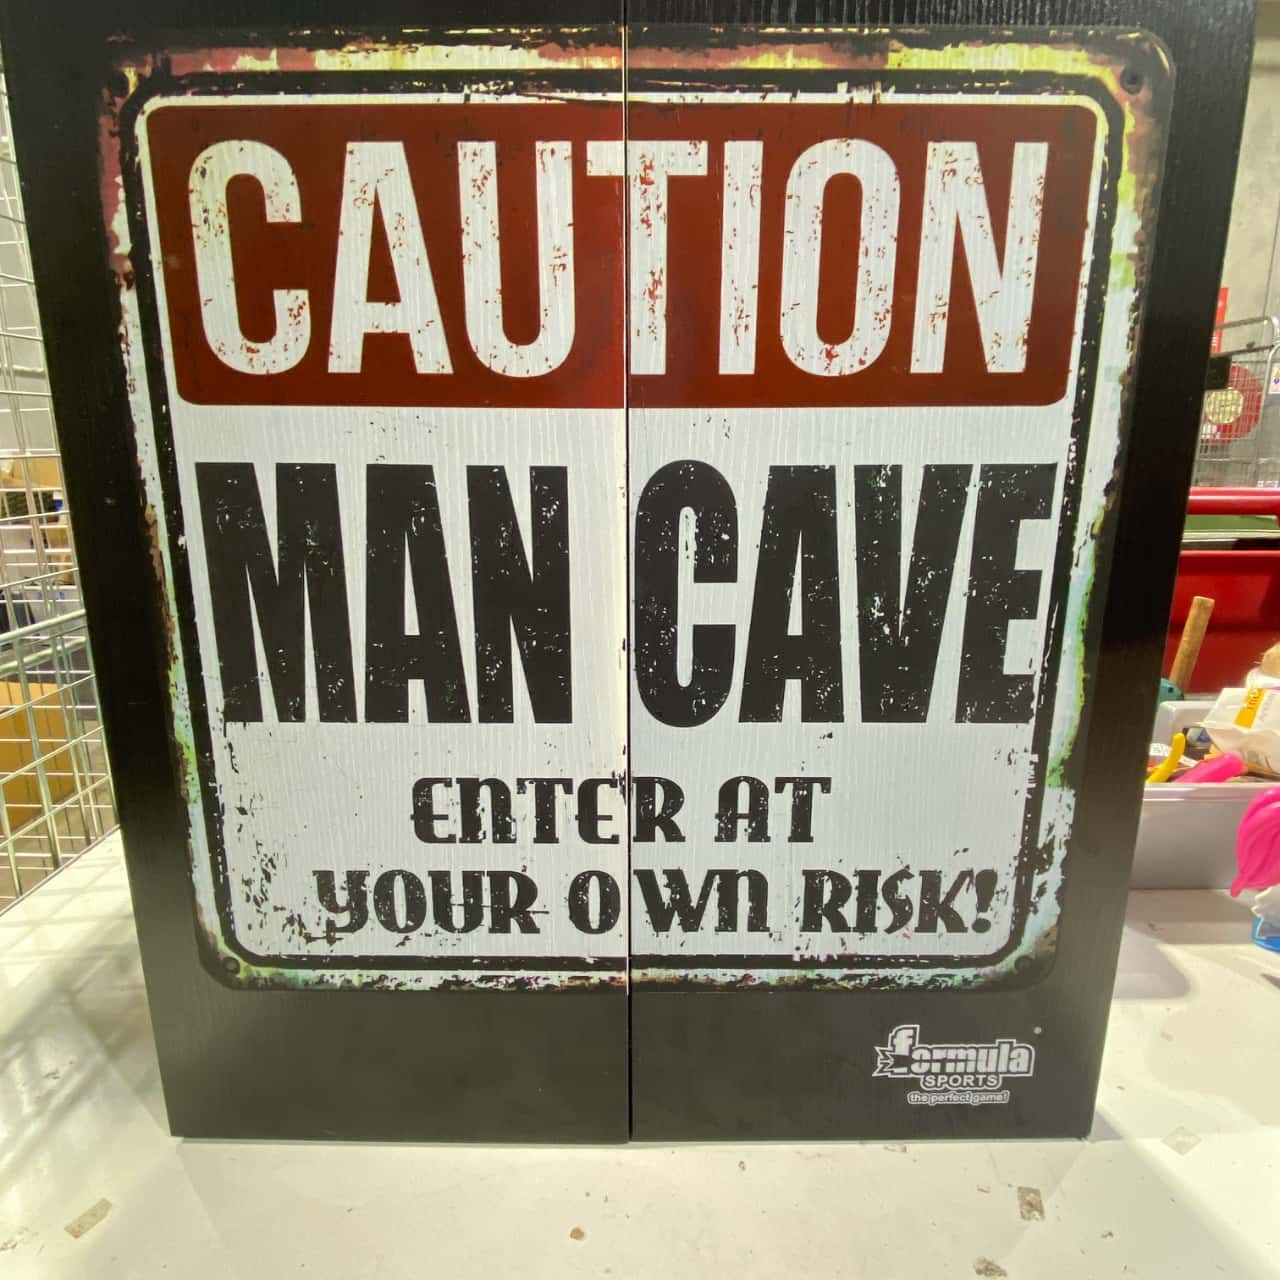 CAUTION
MAN CAVE
ENTER AT
YOUR OWN RISK!
formula
SPORTS
the perfect game!